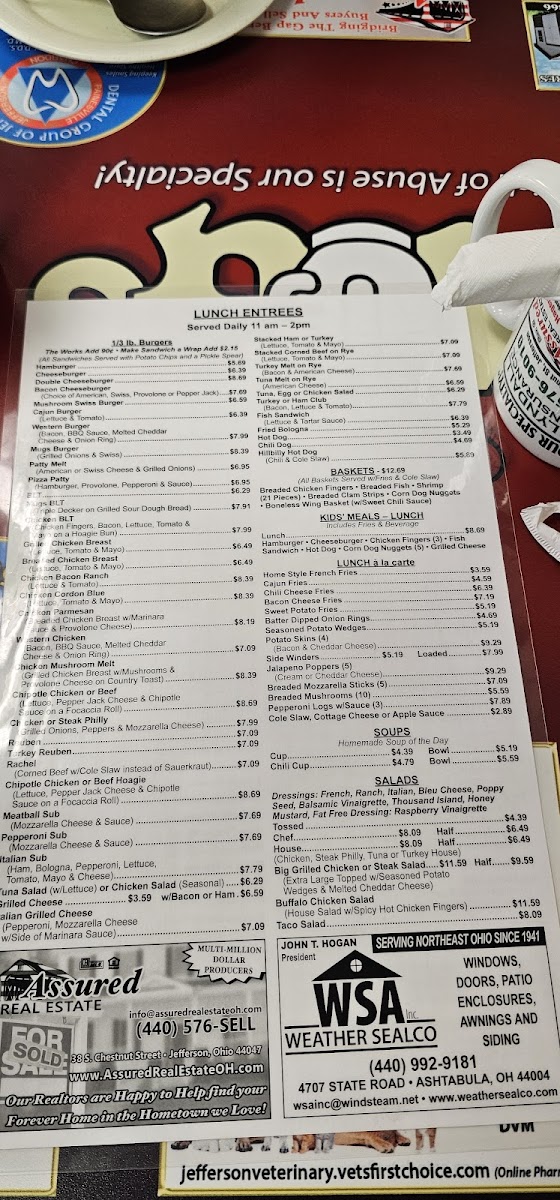 Bridging The Gap Be
Buyers And Sell
DENTAL GROUP OF JE
Keeping Smiles
of Abuse is our Specialty!
LUNCH ENTREES
Served Daily 11 am – 2pm
1/3 lb. Burgers
The Works Add 90¢ • Make Sandwich a Wrap Add $2.15
(All Sandwiches Served with Potato Chips and a Pickle Spear)
Hamburger $5.69
Cheeseburger $6.39
Double Cheeseburger $8.69
Bacon Cheeseburger
(Choice of American, Swiss, Provolone or Pepper Jack) $7.69
Mushroom Swiss Burger $6.59
Cajun Burger
(Lettuce & Tomato) $6.39
Western Burger
(Bacon, BBQ Sauce, Melted Cheddar
Cheese & Onion Ring) $7.99
Mugs Burger
(Grilled Onions & Swiss) $6.39
Patty Melt
(American or Swiss Cheese & Grilled Onions) $6.95
Pizza Patty
(Hamburger, Provolone, Pepperoni & Sauce) $6.95
BLT $6.29
Mugs BLT
Triple Decker on Grilled Sour Dough Bread) $7.91
Chicken BLT
(Chicken Fingers, Bacon, Lettuce, Tomato &
Mayo on a Hoagie Bun) $7.99
Grilled Chicken Breast
(Lettuce, Tomato & Mayo) $6.49
Breaded Chicken Breast
(Lettuce, Tomato & Mayo) $6.49
Chicken Bacon Ranch
(Lettuce & Tomato) $8.39
Chicken Cordon Blue
(Lettuce, Tomato & Mayo) $8.39
Chicken Parmesan
(Breaded Chicken Breast w/Marinara
Sauce & Provolone Cheese) $8.19
Western Chicken
(Bacon, BBQ Sauce, Melted Cheddar
Cheese & Onion Ring) $7.09
Chicken Mushroom Melt
(Grilled Chicken Breast w/Mushrooms &
Provolone Cheese on Country Toast) $8.39
Chipotle Chicken or Beef
(Lettuce, Pepper Jack Cheese & Chipotle
Sauce on a Focaccia Roll) $8.69
Chicken or Steak Philly
(Grilled Onions, Peppers & Mozzarella Cheese) $7.99
Reuben $7.09
Turkey Reuben $7.09
Rachel
(Corned Beef w/Cole Slaw instead of Sauerkraut) $7.09
Chipotle Chicken or Beef Hoagie
(Lettuce, Pepper Jack Cheese & Chipotle
Sauce on a Focaccia Roll) $8.69
Meatball Sub
(Mozzarella Cheese & Sauce) $7.69
Pepperoni Sub
(Mozzarella Cheese & Sauce) $7.69
Italian Sub
(Ham, Bologna, Pepperoni, Lettuce,
Tomato, Mayo & Cheese) $7.79
Tuna Salad (w/Lettuce) or Chicken Salad (Seasonal) $6.29
Grilled Cheese $3.59 w/Bacon or Ham $6.59
Italian Grilled Cheese
(Pepperoni, Mozzarella Cheese
w/Side of Marinara Sauce) $7.09
Stacked Ham or Turkey
(Lettuce, Tomato & Mayo) $7.09
Stacked Corned Beef on Rye
(Lettuce, Tomato & Mayo) $7.09
Turkey Melt on Rye
(Bacon & American Cheese) $7.69
Tuna Melt on Rye
(American Cheese) $6.59
Tuna, Egg or Chicken Salad $6.29
Turkey or Ham Club
(Bacon, Lettuce & Tomato) $7.79
Fish Sandwich
(Lettuce & Tartar Sauce) $6.39
Fried Bologna $5.29
Hot Dog $3.49
Chili Dog $4.69
Hillbilly Hot Dog
(Chili & Cole Slaw) $5.89
BASKETS - $12.69
(All Baskets Served w/Fries & Cole Slaw)
Breaded Chicken Fingers • Breaded Fish • Shrimp
(21 Pieces) • Breaded Clam Strips • Corn Dog Nuggets
• Boneless Wing Basket (w/Sweet Chili Sauce)
KIDS' MEALS – LUNCH
Includes Fries & Beverage
Lunch $8.69
Hamburger • Cheeseburger • Chicken Fingers (3) • Fish
Sandwich • Hot Dog • Corn Dog Nuggets (5) • Grilled Cheese
LUNCH à la carte
Home Style French Fries $3.59
Cajun Fries $4.59
Chili Cheese Fries $6.39
Bacon Cheese Fries $7.19
Sweet Potato Fries $5.19
Batter Dipped Onion Rings $4.69
Seasoned Potato Wedges $5.19
Potato Skins (4)
(Bacon & Cheddar Cheese) $9.29
Side Winders $5.19 Loaded $7.99
Jalapeno Poppers (5)
(Cream or Cheddar Cheese) $9.29
Breaded Mozzarella Sticks (5) $7.09
Breaded Mushrooms (10) $5.59
Pepperoni Logs w/Sauce (3) $7.89
Cole Slaw, Cottage Cheese or Apple Sauce $2.89
SOUPS
Homemade Soup of the Day
Cup $4.39 Bowl $5.19
Chili Cup $4.79 Bowl $5.59
SALADS
Dressings: French, Ranch, Italian, Bleu Cheese, Poppy
Seed, Balsamic Vinaigrette, Thousand Island, Honey
Mustard, Fat Free Dressing: Raspberry Vinaigrette
Tossed $4.39
Chef $8.09 Half $6.49
House $8.09 Half $6.49
(Chicken, Steak Philly, Tuna or Turkey House)
Big Grilled Chicken or Steak Salad $11.59 Half $9.59
(Extra Large Topped w/Seasoned Potato
Wedges & Melted Cheddar Cheese)
Buffalo Chicken Salad
(House Salad w/Spicy Hot Chicken Fingers) $11.59
Taco Salad $8.09
Assured
REAL ESTATE
MULTI-MILLION
DOLLAR
PRODUCERS
info@assuredrealestateoh.com
(440) 576-SELL
FOR
SOLD
SALE
38 S. Chestnut Street • Jefferson, Ohio 44047
www.AssuredRealEstateOH.com
Our Realtors are Happy to Help find your
Forever Home in the Hometown we Love!
JOHN T. HOGAN
President
SERVING NORTHEAST OHIO SINCE 1941
WSA Inc.
WEATHER SEALCO
WINDOWS,
DOORS, PATIO
ENCLOSURES,
AWNINGS AND
SIDING
(440) 992-9181
4707 STATE ROAD • ASHTABULA, OH 44004
wsainc@windsteam.net • www.weathersealco.com
DVM
jeffersonveterinary.vetsfirstchoice.com (Online Phar